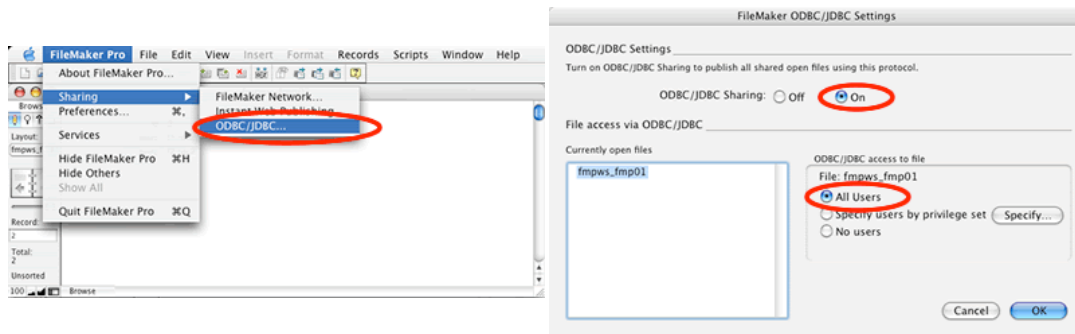 FileMaker Pro File Edit View Insert Format Records Scripts Window Help
About FileMaker Pro...
Sharing
Preferences... ⌘,
Services
Hide FileMaker Pro ⌘H
Hide Others
Show All
Quit FileMaker Pro ⌘Q
FileMaker Network...
Instant Web Publishing...
ODBC/JDBC...
Brows
Layout:
fmpws_f
Record:
2
Total:
2
Unsorted
100 Browse
FileMaker ODBC/JDBC Settings
ODBC/JDBC Settings
Turn on ODBC/JDBC Sharing to publish all shared open files using this protocol.
ODBC/JDBC Sharing: Off On
File access via ODBC/JDBC
Currently open files
fmpws_fmp01
ODBC/JDBC access to file
File: fmpws_fmp01
All Users
Specify users by privilege set Specify...
No users
Cancel OK